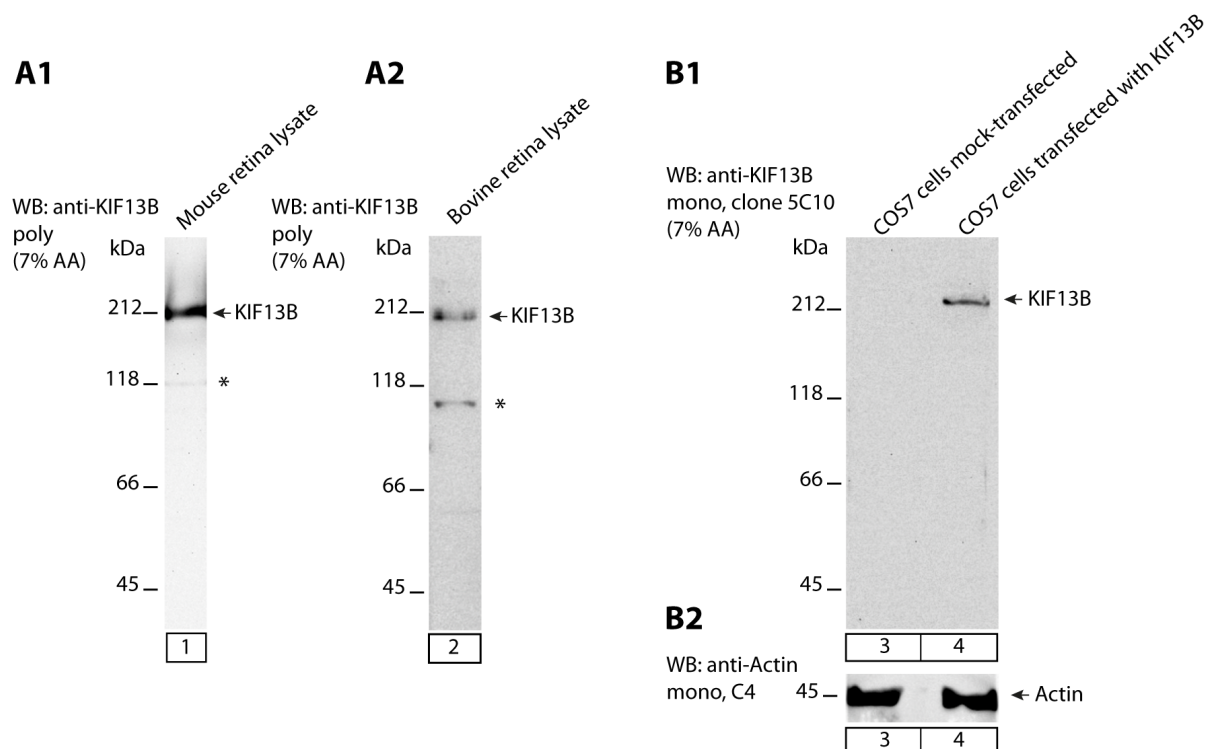 A1
Mouse retina lysate
WB: anti-KIF13B
poly
(7% AA)
kDa
212
KIF13B
118
*
66
45
1
A2
Bovine retina lysate
WB: anti-KIF13B
poly
(7% AA)
kDa
212
KIF13B
118
*
66
45
2
B1
COS7 cells mock-transfected
COS7 cells transfected with KIF13B
WB: anti-KIF13B
mono, clone 5C10
(7% AA)
kDa
212
KIF13B
118
66
45
3 4
B2
WB: anti-Actin
mono, C4
45
Actin
3 4